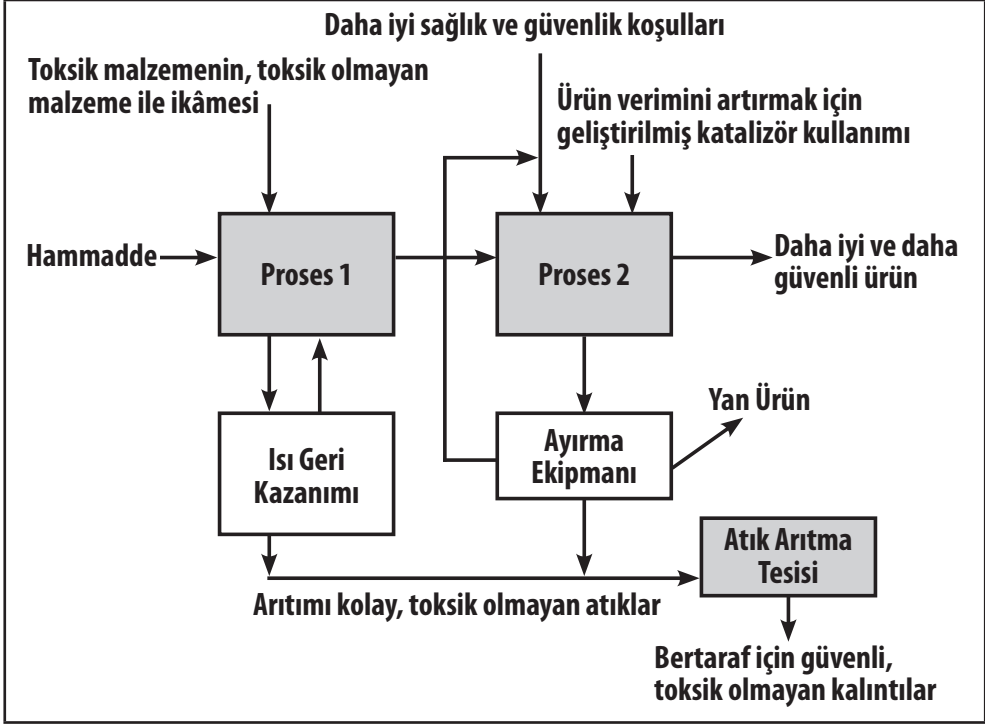 Daha iyi sağlık ve güvenlik koşulları
Toksik malzemenin, toksik olmayan
malzeme ile ikâmesi
Ürün verimini artırmak için
geliştirilmiş katalizör kullanımı
Hammadde
Proses 1
Proses 2
Daha iyi ve daha
güvenli ürün
Isı Geri
Kazanımı
Ayırma
Ekipmanı
Yan Ürün
Atık Arıtma
Tesisi
Arıtımı kolay, toksik olmayan atıklar
Bertaraf için güvenli,
toksik olmayan kalıntılar